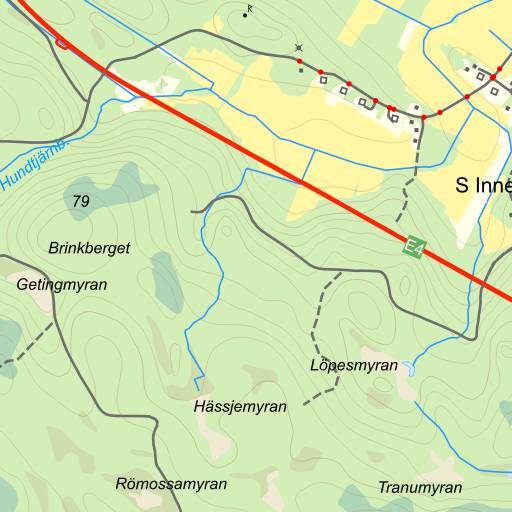 Hundtjärnb.
S Inne
79
E4
Brinkberget
Getingmyran
Löpesmyran
Hässjemyran
Römossamyran
Tranumyran